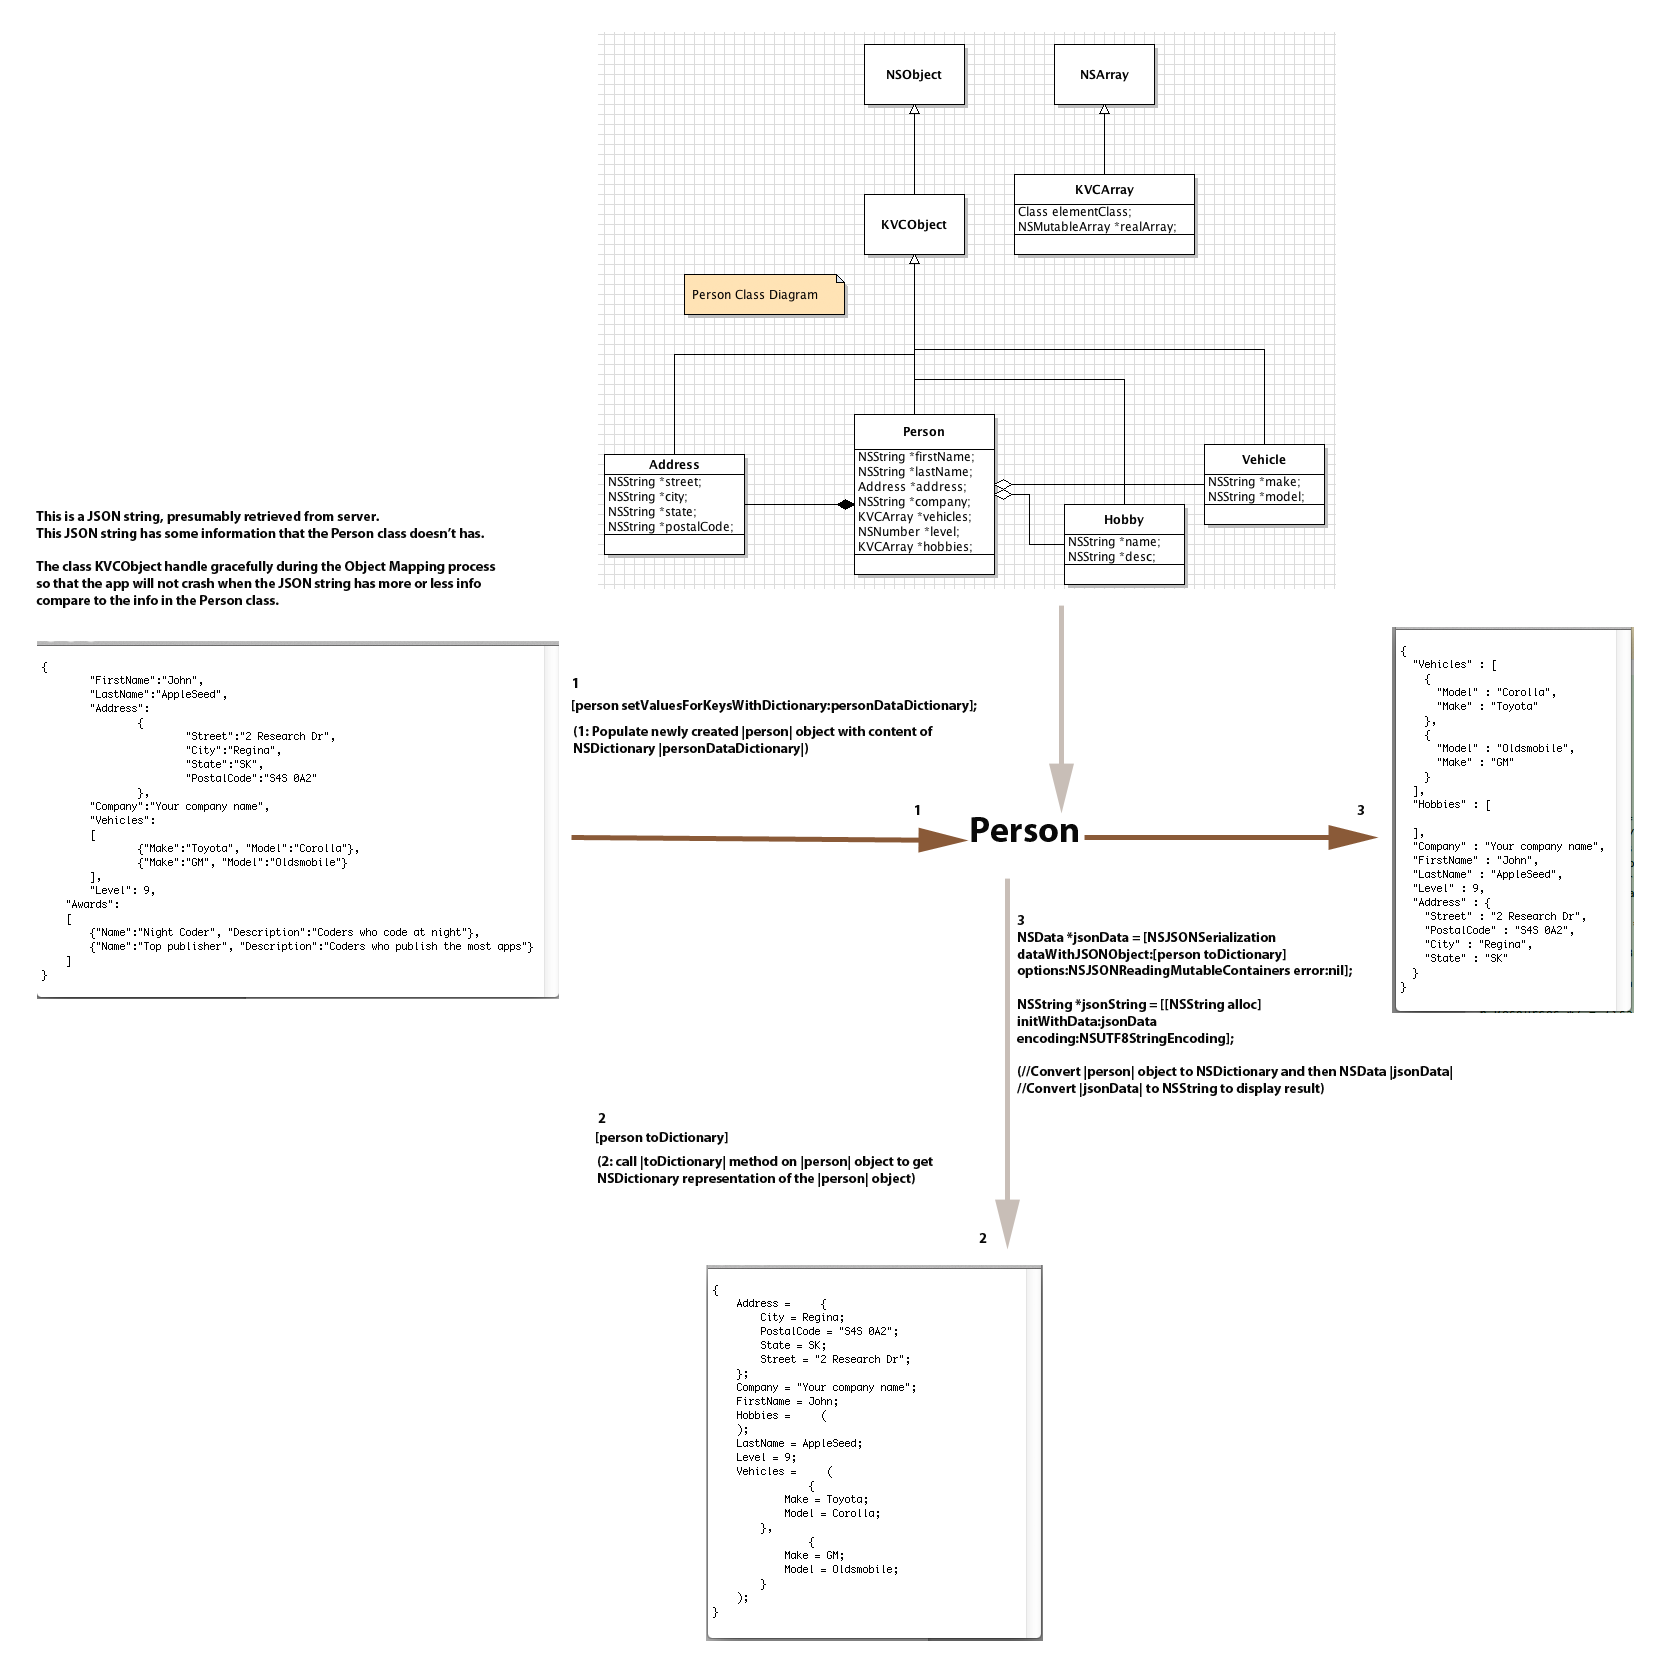 NSObject
NSArray
KVCObject
KVCArray
Class elementClass;
NSMutableArray *realArray;
Person Class Diagram
Person
NSString *firstName;
NSString *lastName;
Address *address;
NSString *company;
KVCArray *vehicles;
NSNumber *level;
KVCArray *hobbies;
Address
NSString *street;
NSString *city;
NSString *state;
NSString *postalCode;
Vehicle
NSString *make;
NSString *model;
Hobby
NSString *name;
NSString *desc;
This is a JSON string, presumably retrieved from server.
This JSON string has some information that the Person class doesn't has.
The class KVCObject handle gracefully during the Object Mapping process
so that the app will not crash when the JSON string has more or less info
compare to the info in the Person class.
{
"FirstName":"John",
"LastName":"AppleSeed",
"Address":
{
"Street":"2 Research Dr",
"City":"Regina",
"State":"SK",
"PostalCode":"S4S 0A2"
},
"Company":"Your company name",
"Vehicles":
[
{"Make":"Toyota", "Model":"Corolla"},
{"Make":"GM", "Model":"Oldsmobile"}
],
"Level": 9,
"Awards":
[
{"Name":"Night Coder", "Description":"Coders who code at night"},
{"Name":"Top publisher", "Description":"Coders who publish the most apps"}
]
}
1
[person setValuesForKeysWithDictionary:personDataDictionary];
(1: Populate newly created |person| object with content of
NSDictionary |personDataDictionary|)
1
Person
3
{
"Vehicles" : [
{
"Model" : "Corolla",
"Make" : "Toyota"
},
{
"Model" : "Oldsmobile",
"Make" : "GM"
}
],
"Hobbies" : [
],
"Company" : "Your company name",
"FirstName" : "John",
"LastName" : "AppleSeed",
"Level" : 9,
"Address" : {
"Street" : "2 Research Dr",
"PostalCode" : "S4S 0A2",
"City" : "Regina",
"State" : "SK"
}
}
3
NSData *jsonData = [NSJSONSerialization
dataWithJSONObject:[person toDictionary]
options:NSJSONReadingMutableContainers error:nil];
NSString *jsonString = [[NSString alloc]
initWithData:jsonData
encoding:NSUTF8StringEncoding];
(//Convert |person| object to NSDictionary and then NSData |jsonData|
//Convert |jsonData| to NSString to display result)
2
[person toDictionary]
(2: call |toDictionary| method on |person| object to get
NSDictionary representation of the |person| object)
2
{
Address = {
City = Regina;
PostalCode = "S4S 0A2";
State = SK;
Street = "2 Research Dr";
};
Company = "Your company name";
FirstName = John;
Hobbies = (
);
LastName = AppleSeed;
Level = 9;
Vehicles = (
{
Make = Toyota;
Model = Corolla;
},
{
Make = GM;
Model = Oldsmobile;
}
);
}